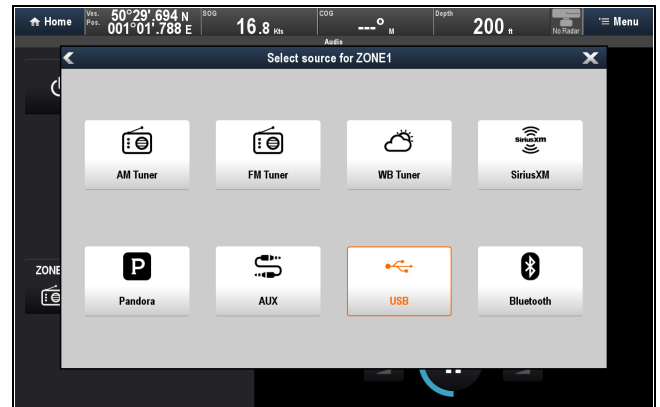 Home
Ves. Pos. 50°29'.694 N
001°01'.788 E
SOG 16.8 Kts
COG ---° M
Depth 200 ft
No Radar
Menu
Audio
Select source for ZONE1
X
AM Tuner
FM Tuner
WB Tuner
SiriusXM
SiriusXM
P
Pandora
AUX
USB
Bluetooth
ZONE